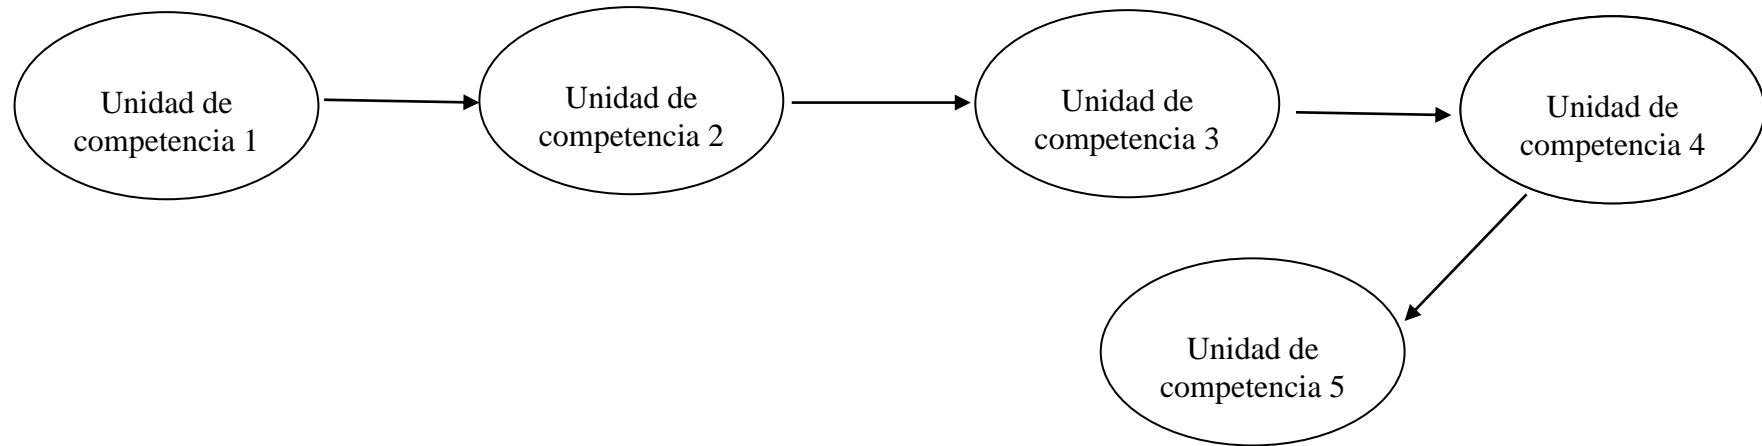 Unidad de
competencia 1
Unidad de
competencia 2
Unidad de
competencia 3
Unidad de
competencia 4
Unidad de
competencia 5